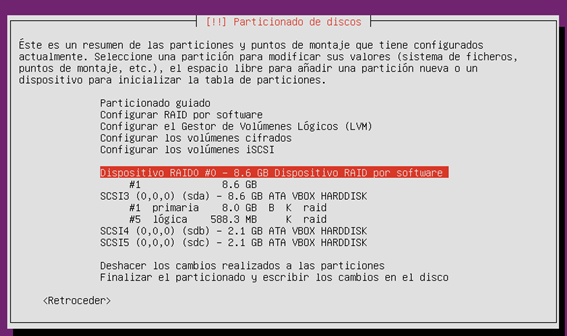 [!!] Particionado de discos
Éste es un resumen de las particiones y puntos de montaje que tiene configurados
actualmente. Seleccione una partición para modificar sus valores (sistema de ficheros,
puntos de montaje, etc.), el espacio libre para añadir una partición nueva o un
dispositivo para inicializar la tabla de particiones.
Particionado guiado
Configurar RAID por software
Configurar el Gestor de Volúmenes Lógicos (LVM)
Configurar los volúmenes cifrados
Configurar los volúmenes iSCSI
Dispositivo RAID0 #0 - 8.6 GB Dispositivo RAID por software
#1 8.6 GB
SCSI3 (0,0,0) (sda) - 8.6 GB ATA VBOX HARDDISK
#1 primaria 8.0 GB B K raid
#5 lógica 588.3 MB K raid
SCSI4 (0,0,0) (sdb) - 2.1 GB ATA VBOX HARDDISK
SCSI5 (0,0,0) (sdc) - 2.1 GB ATA VBOX HARDDISK
Deshacer los cambios realizados a las particiones
Finalizar el particionado y escribir los cambios en el disco
<Retroceder>